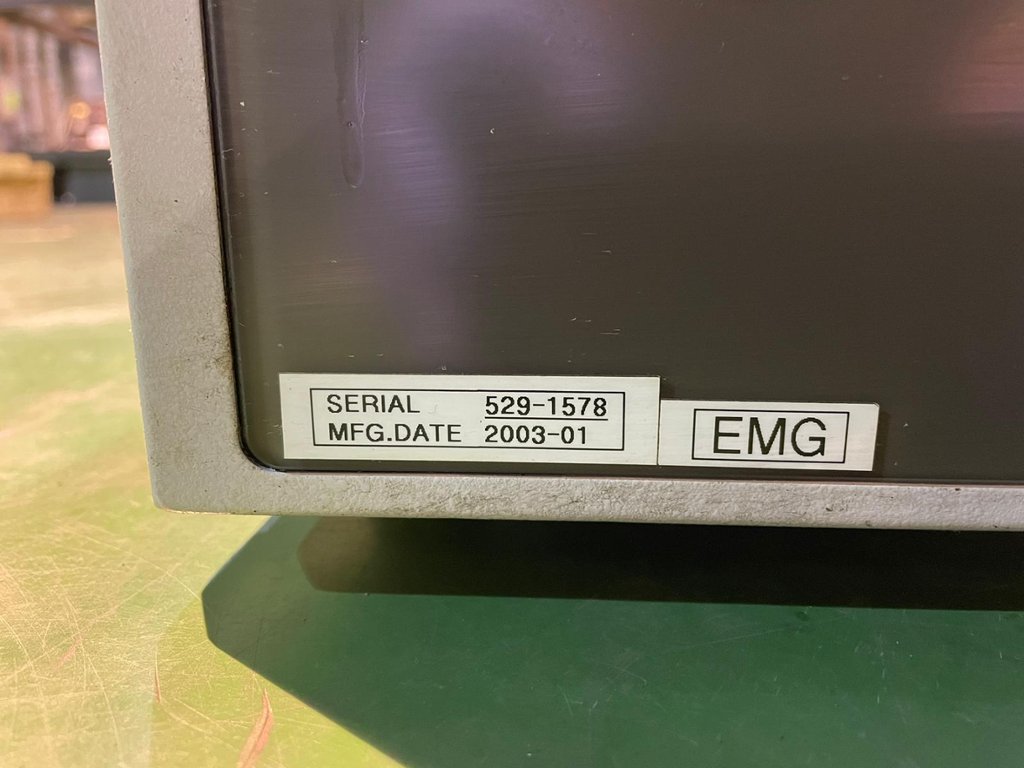 SERIAL 529-1578
MFG.DATE 2003-01
EMG